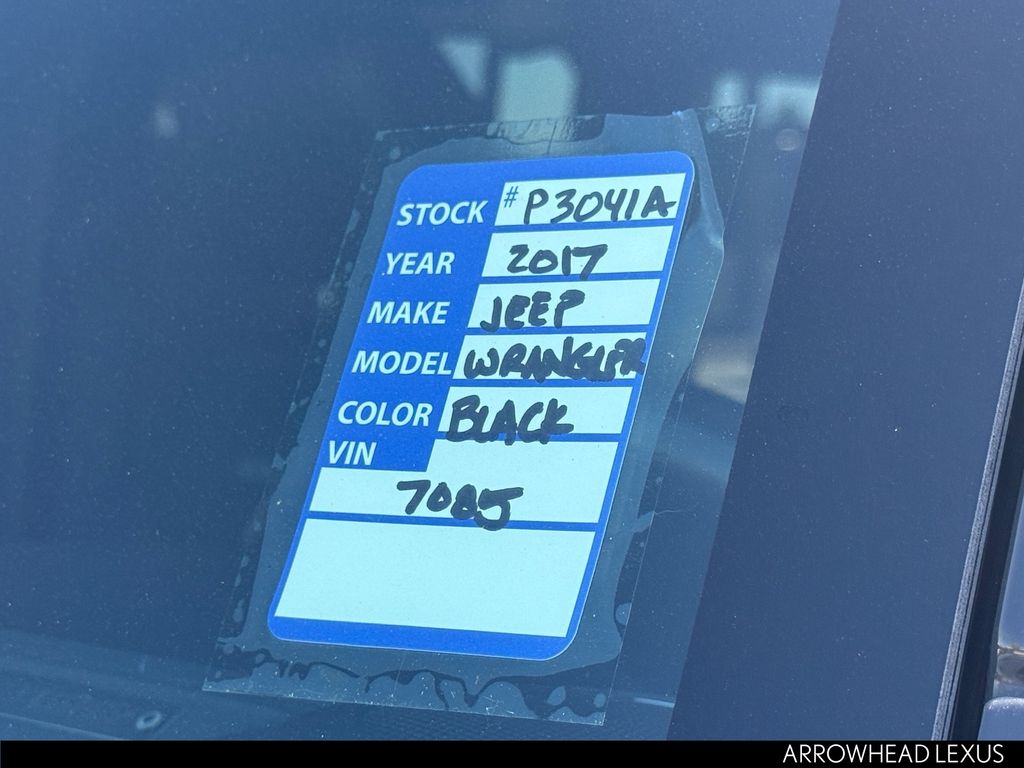 STOCK # P3041A
YEAR 2017
MAKE JEEP
MODEL WRANGLER
COLOR BLACK
VIN
7085
ARROWHEAD LEXUS